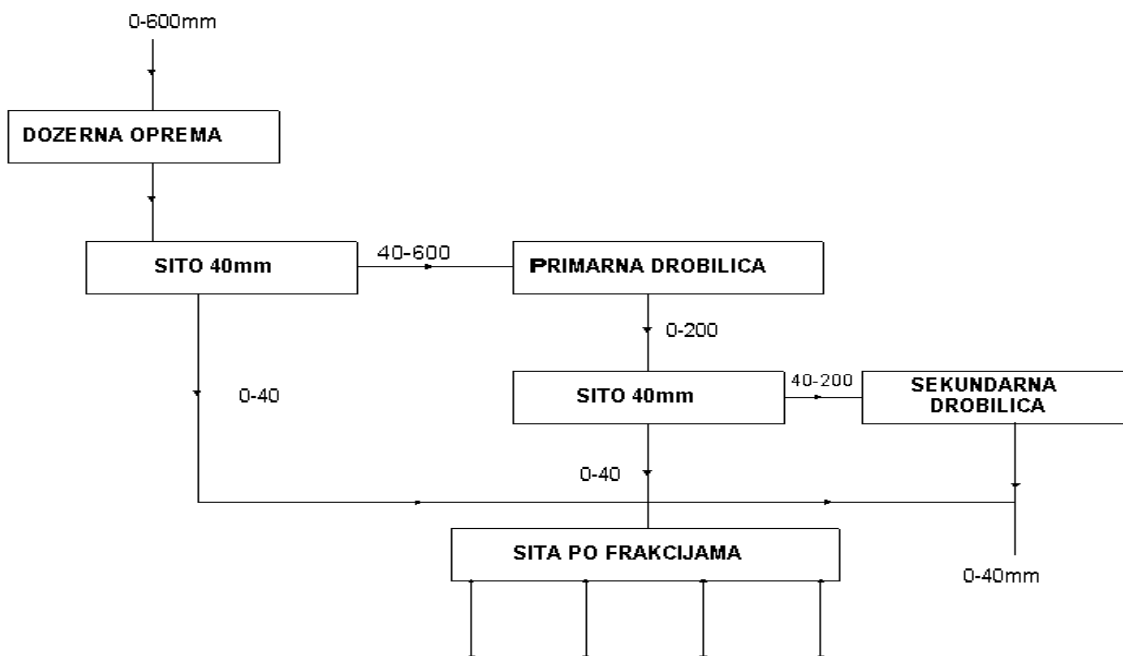 0-600mm
DOZERNA OPREMA
SITO 40mm
40-600
PRIMARNA DROBILICA
0-200
0-40
SITO 40mm
40-200
SEKUNDARNA
DROBILICA
0-40
SITA PO FRAKCIJAMA
0-40mm